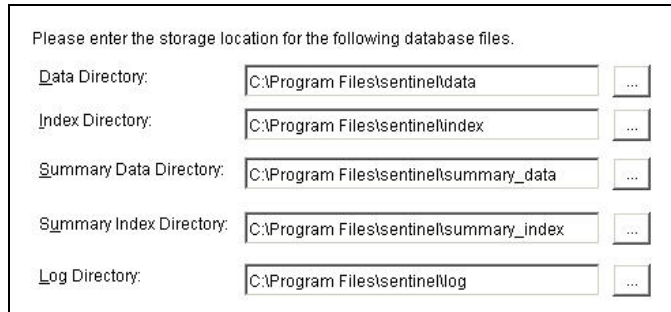 Please enter the storage location for the following database files.
Data Directory: C:\Program Files\sentinel\data ...
Index Directory: C:\Program Files\sentinel\index ...
Summary Data Directory: C:\Program Files\sentinel\summary_data ...
Summary Index Directory: C:\Program Files\sentinel\summary_index ...
Log Directory: C:\Program Files\sentinel\log ...